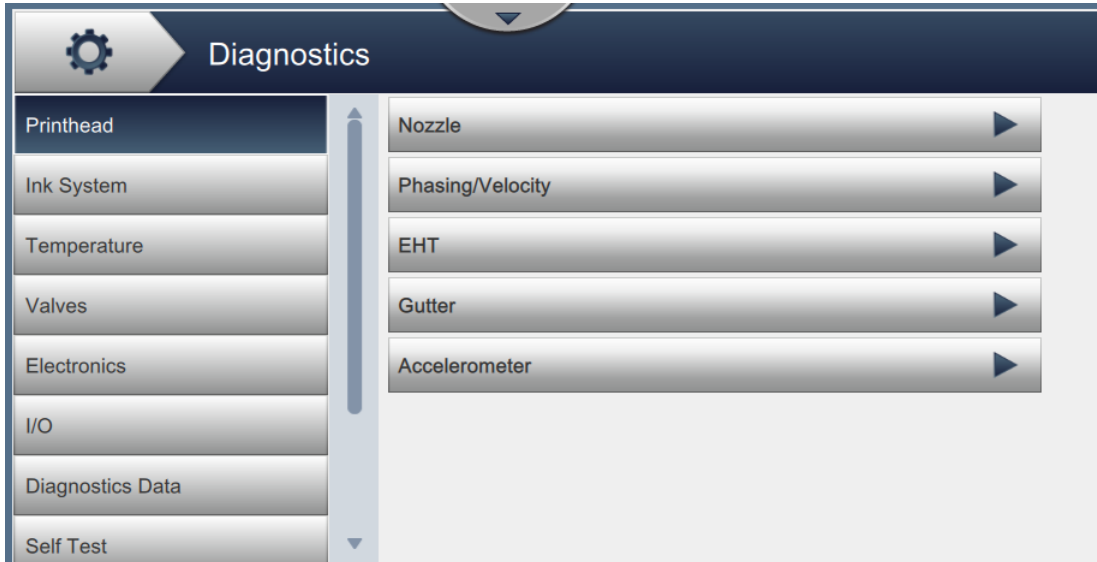 Diagnostics
Printhead
Ink System
Temperature
Valves
Electronics
I/O
Diagnostics Data
Self Test
Nozzle
Phasing/Velocity
EHT
Gutter
Accelerometer